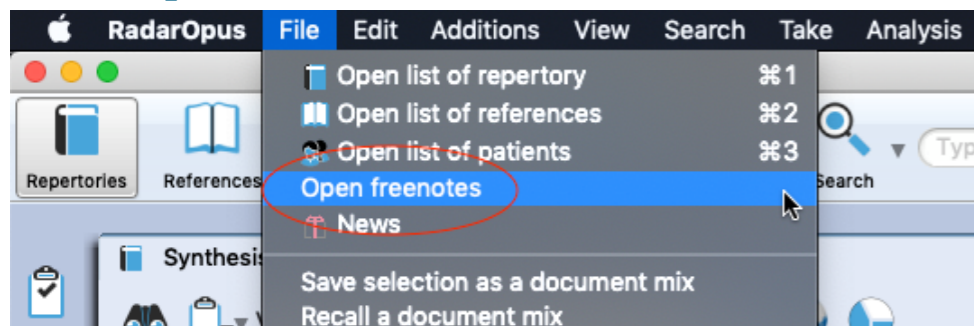 RadarOpus File Edit Additions View Search Take Analysis
Open list of repertory ⌘1
Open list of references ⌘2
Open list of patients ⌘3
Open freenotes
News
Save selection as a document mix
Recall a document mix
Repertories References
Search
Typ
Synthesis